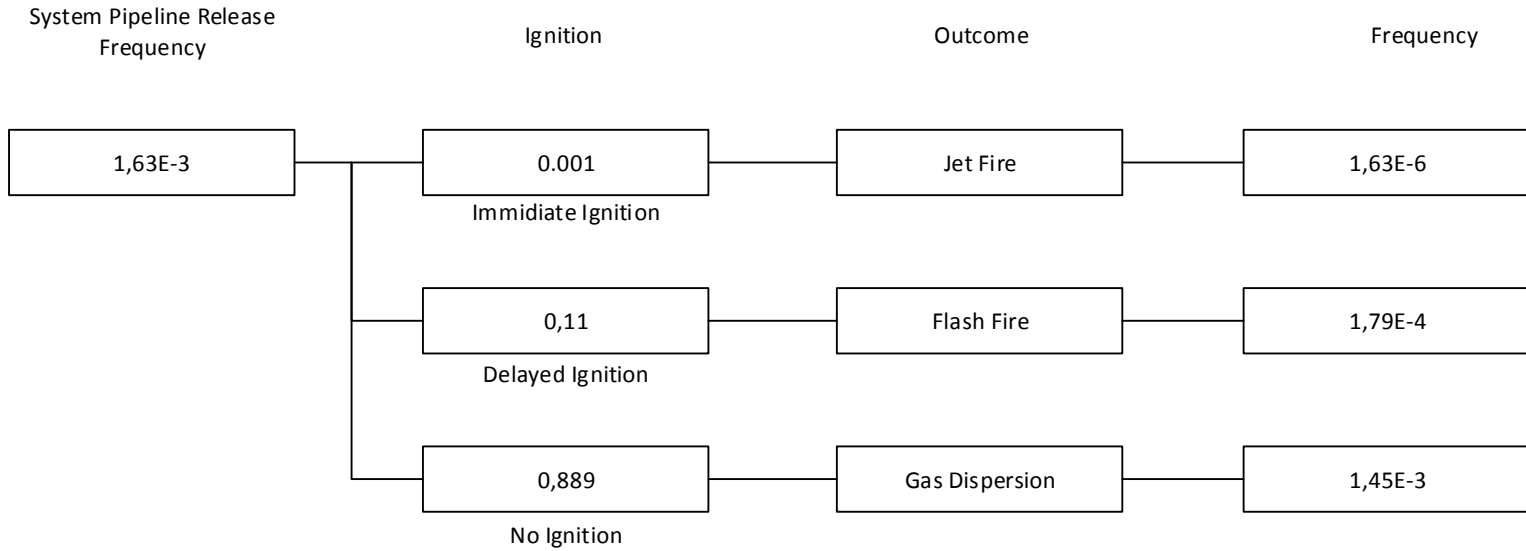 System Pipeline Release
Frequency
Ignition
Outcome
Frequency
1,63E-3
0.001
Jet Fire
1,63E-6
Immidiate Ignition
0,11
Flash Fire
1,79E-4
Delayed Ignition
0,889
Gas Dispersion
1,45E-3
No Ignition